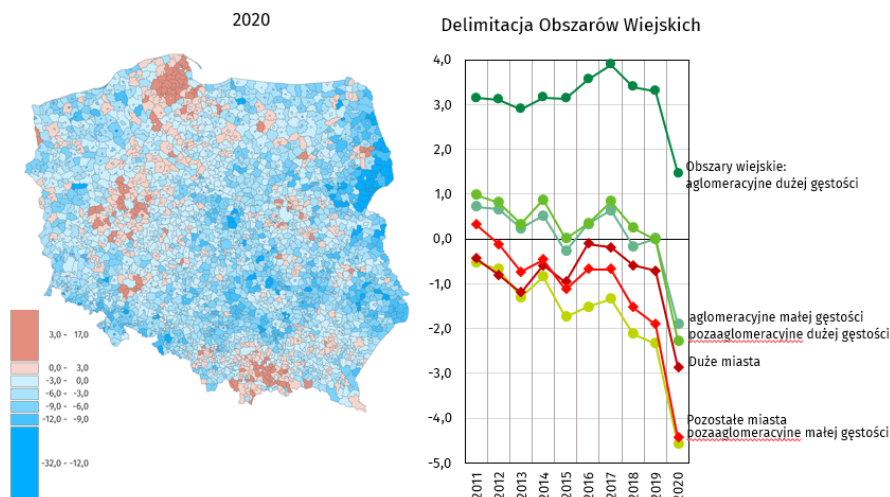 2020
Delimitacja Obszarów Wiejskich
4,0
3,0
2,0
1,0
0,0
-1,0
-2,0
-3,0
-4,0
-5,0
Obszary wiejskie:
aglomeracyjne dużej gęstości
aglomeracyjne małej gęstości
pozaaglomeracyjne dużej gęstości
Duże miasta
Pozostałe miasta
pozaaglomeracyjne małej gęstości
2011
2012
2013
2014
2015
2016
2017
2018
2019
2020
3,0 - 17,0
0,0 - 3,0
-3,0 - 0,0
-6,0 - -3,0
-9,0 - -6,0
-12,0 - -9,0
-32,0 - -12,0